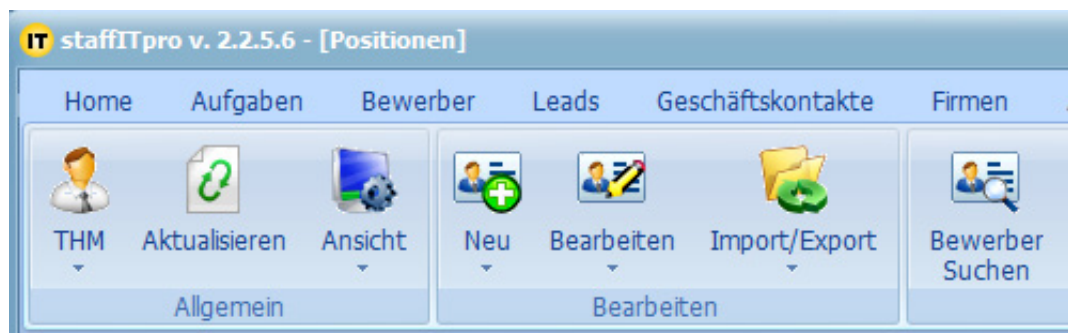 IT staffITpro v. 2.2.5.6 - [Positionen]
Home Aufgaben Bewerber Leads Geschäftskontakte Firmen
THM Aktualisieren Ansicht Neu Bearbeiten Import/Export Bewerber
Suchen
Allgemein Bearbeiten